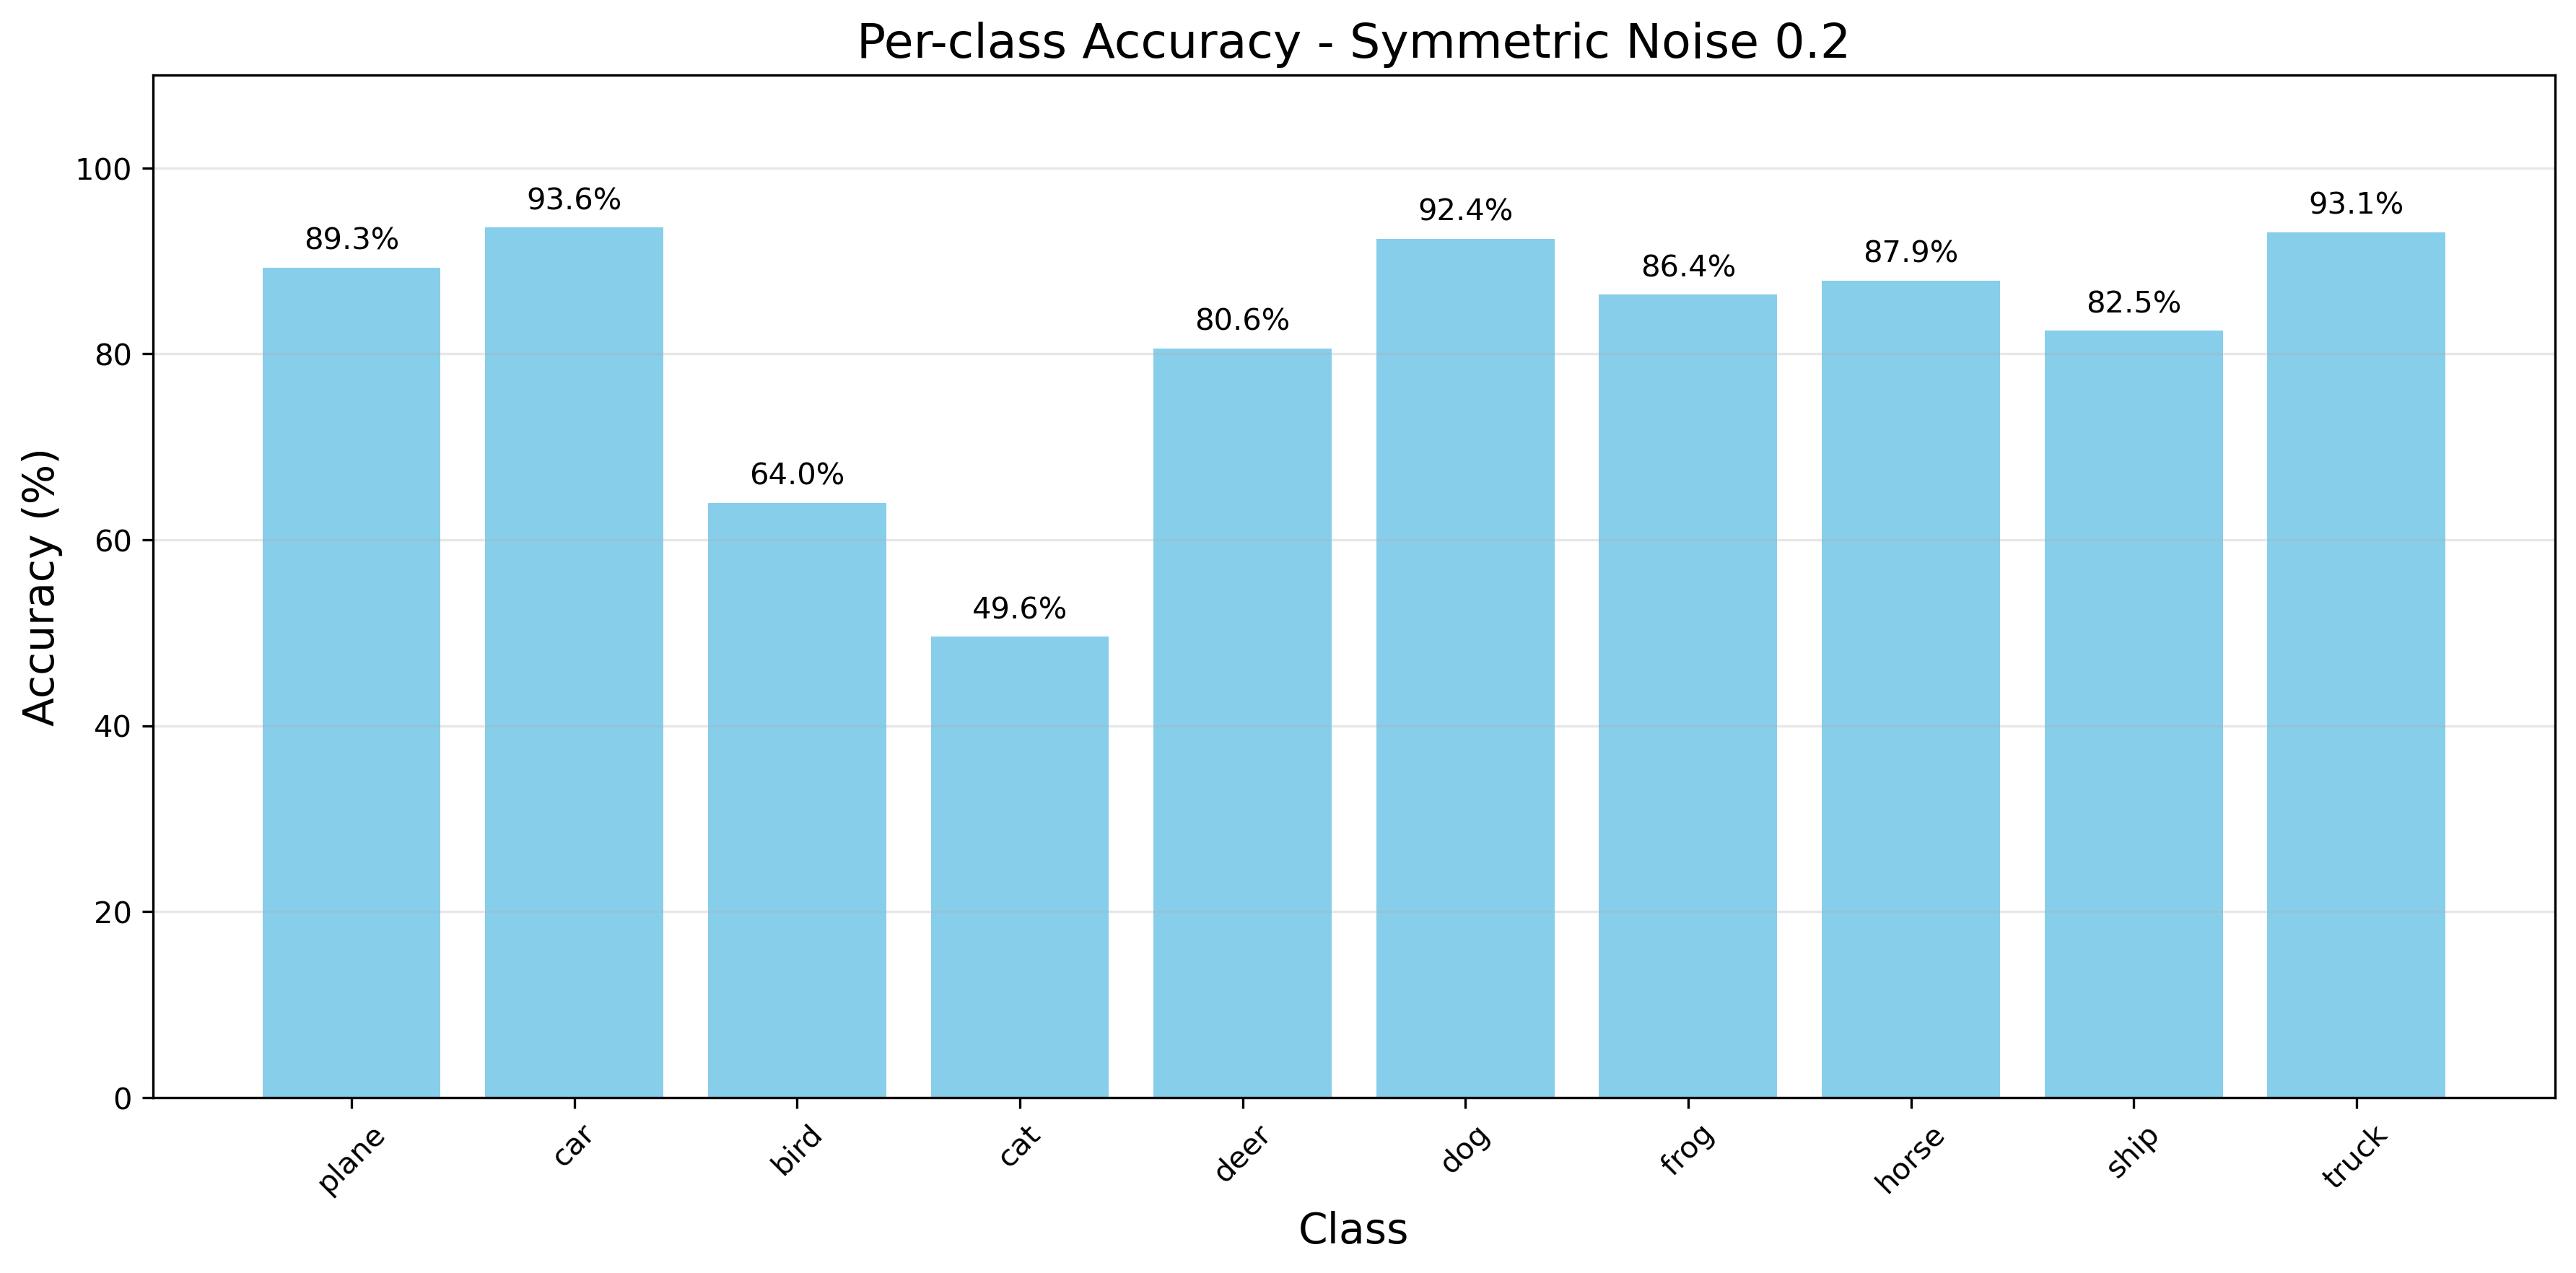 Per-class Accuracy - Symmetric Noise 0.2
Accuracy (%)
100
80
60
40
20
0
89.3%
93.6%
64.0%
49.6%
80.6%
92.4%
86.4%
87.9%
82.5%
93.1%
plane
car
bird
cat
deer
dog
frog
horse
ship
truck
Class